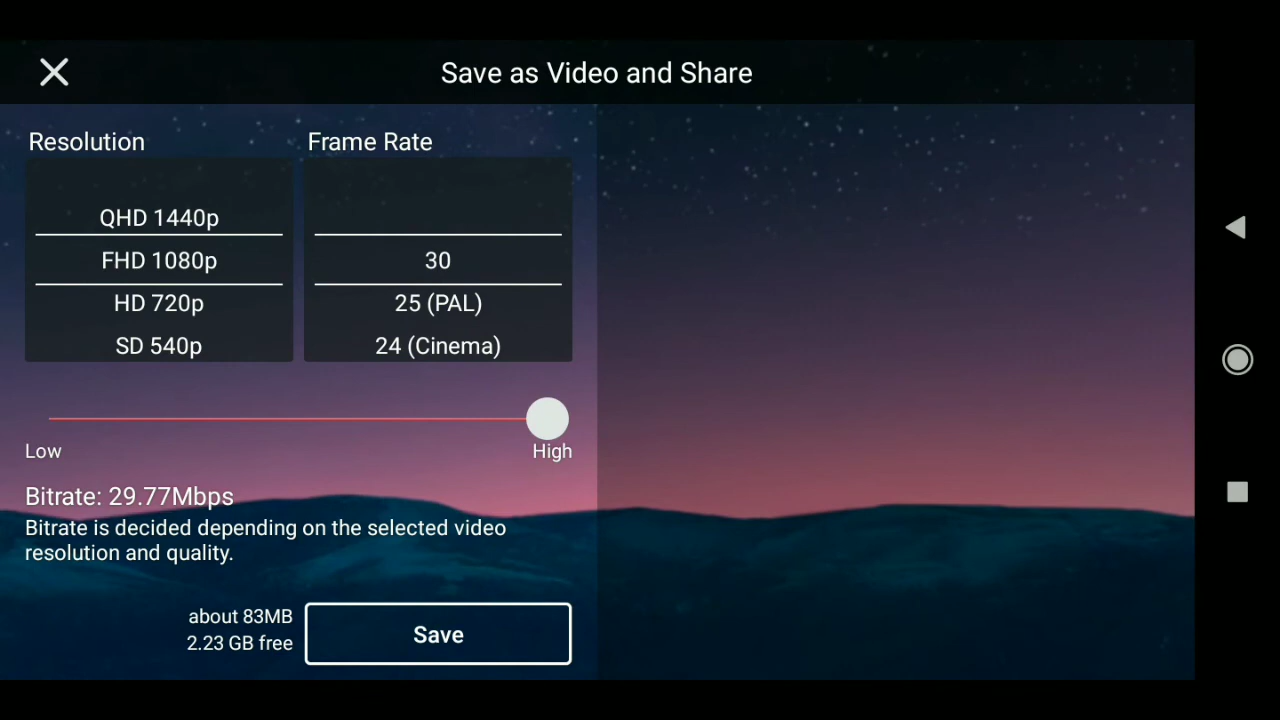 Save as Video and Share
Resolution
Frame Rate
QHD 1440p
FHD 1080p
HD 720p
SD 540p
30
25 (PAL)
24 (Cinema)
Low
High
Bitrate: 29.77Mbps
Bitrate is decided depending on the selected video
resolution and quality.
about 83MB
2.23 GB free
Save